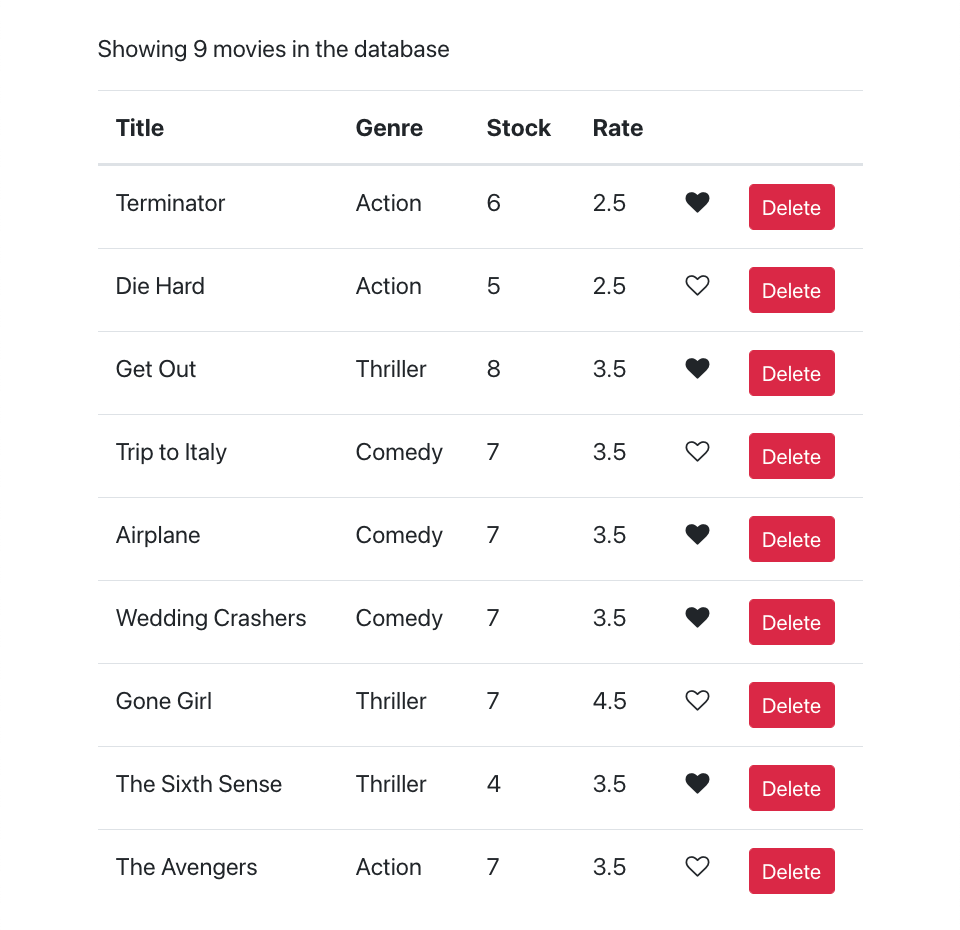 Showing 9 movies in the database
Title Genre Stock Rate
Terminator Action 6 2.5 Delete
Die Hard Action 5 2.5 Delete
Get Out Thriller 8 3.5 Delete
Trip to Italy Comedy 7 3.5 Delete
Airplane Comedy 7 3.5 Delete
Wedding Crashers Comedy 7 3.5 Delete
Gone Girl Thriller 7 4.5 Delete
The Sixth Sense Thriller 4 3.5 Delete
The Avengers Action 7 3.5 Delete